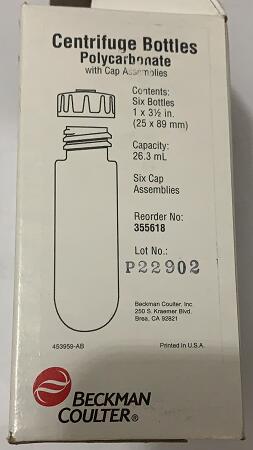 Centrifuge Bottles
Polycarbonate
with Cap Assemblies
Contents:
Six Bottles
1 x 3½ in.
(25 x 89 mm)
Capacity:
26.3 mL
Six Cap
Assemblies
Reorder No:
355618
Lot No.:
P22902
Beckman Coulter, Inc.
250 S. Kraemer Blvd.
Brea, CA 92821
453959-AB
Printed in U.S.A.
BECKMAN
COULTER®